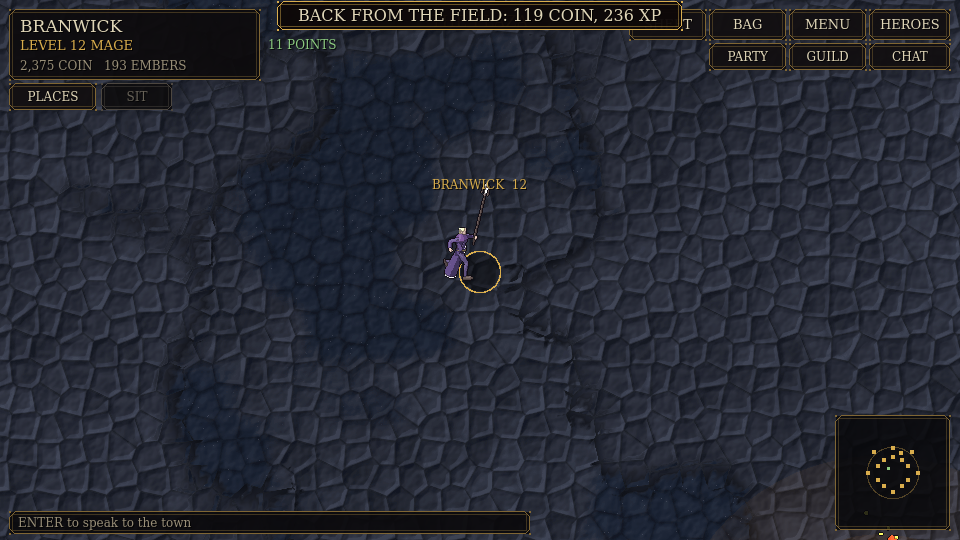 BRANWICK
LEVEL 12 MAGE
2,375 COIN 193 EMBERS
PLACES
SIT
BACK FROM THE FIELD: 119 COIN, 236 XP
11 POINTS
BAG
MENU
HEROES
PARTY
GUILD
CHAT
BRANWICK 12
ENTER to speak to the town